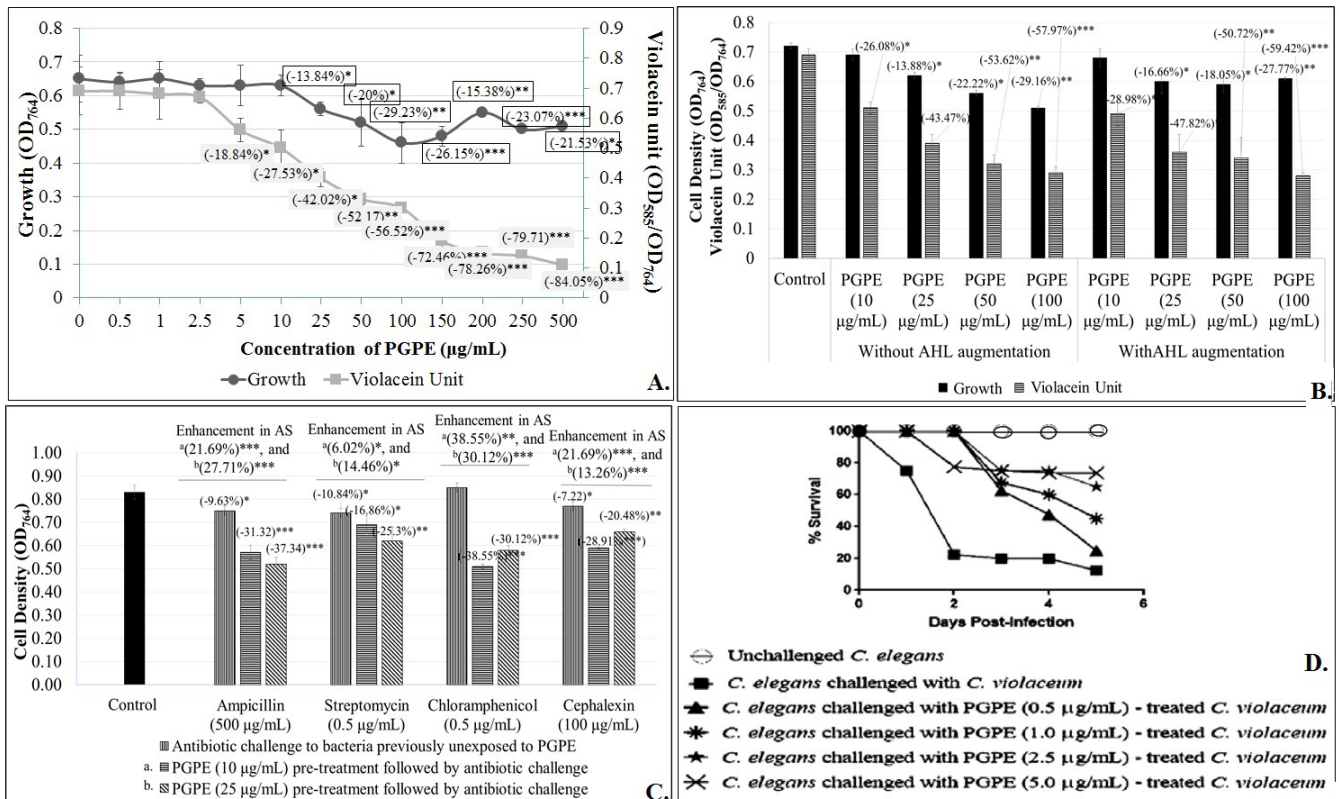 Growth (OD764)
0.8
0.7
0.6
0.5
0.4
0.3
0.2
0.1
0
0.9
0.8
0.7
0.6
0.5
0.4
0.3
0.2
0.1
0
Violacein unit (OD585/OD764)
(-13.84%)*
(-20%)*
(-29.23%)**
(-26.15%)***
(-15.38%)**
(-23.07%)***
(-18.84%)*
(-27.53%)*
(-42.02%)*
(-52.17)**
(-56.52%)***
(-72.46%)***
(-78.26%)***
(-79.71)***
(-84.05%)***
0 0.5 1 2.5 5 10 25 50 100 150 200 250 500
Concentration of PGPE (µg/mL)
Growth Violacein Unit
A.
Cell Density (OD764)
Violacein Unit (OD585/OD764)
0.8
0.7
0.6
0.5
0.4
0.3
0.2
0.1
0
(-26.08%)*
(-13.88%)*
(-43.47%)*
(-22.22%)*
(-53.62%)**
(-57.97%)***
(-29.16%)**
(-28.98%)**
(-16.66%)*
(-47.82%)*
(-50.72%)**
(-18.05%)*
(-59.42%)***
(-27.77%)**
Control PGPE PGPE PGPE PGPE PGPE PGPE PGPE PGPE
(10 (25 (50 (100 (10 (25 (50 (100
µg/mL) µg/mL) µg/mL) µg/mL) µg/mL) µg/mL) µg/mL) µg/mL)
Without AHL augmentation WithAHL augmentation
Growth Violacein Unit
B.
Cell Density (OD764)
1.00
0.90
0.80
0.70
0.60
0.50
0.40
0.30
0.20
0.10
0.00
Enhancement in AS
a(21.69%)***, and
b(27.71%)***
Enhancement in AS
a(6.02%)*, and
b(14.46%)*
Enhancement in AS
a(38.55%)**, and
b(30.12%)***
Enhancement in AS
a(21.69%)***, and
b(13.26%)***
(-9.63%)*
(-31.32)***
(-37.34)***
(-10.84%)*
(-16.86%)*
(-25.3%)**
(-38.55%)***
(-30.12%)***
(-7.22)*
(-28.91%***)
(-20.48%)**
Control Ampicillin Streptomycin Chloramphenicol Cephalexin
(500 µg/mL) (0.5 µg/mL) (0.5 µg/mL) (100 µg/mL)
Antibiotic challenge to bacteria previously unexposed to PGPE
a. PGPE (10 µg/mL) pre-treatment followed by antibiotic challenge
b. PGPE (25 µg/mL) pre-treatment followed by antibiotic challenge
C.
% Survival
100
80
60
40
20
0
0 2 4 6
Days Post-Infection
D.
Unchallenged C. elegans
C. elegans challenged with C. violaceum
C. elegans challenged with PGPE (0.5 µg/mL) - treated C. violaceum
C. elegans challenged with PGPE (1.0 µg/mL) - treated C. violaceum
C. elegans challenged with PGPE (2.5 µg/mL) - treated C. violaceum
C. elegans challenged with PGPE (5.0 µg/mL) - treated C. violaceum